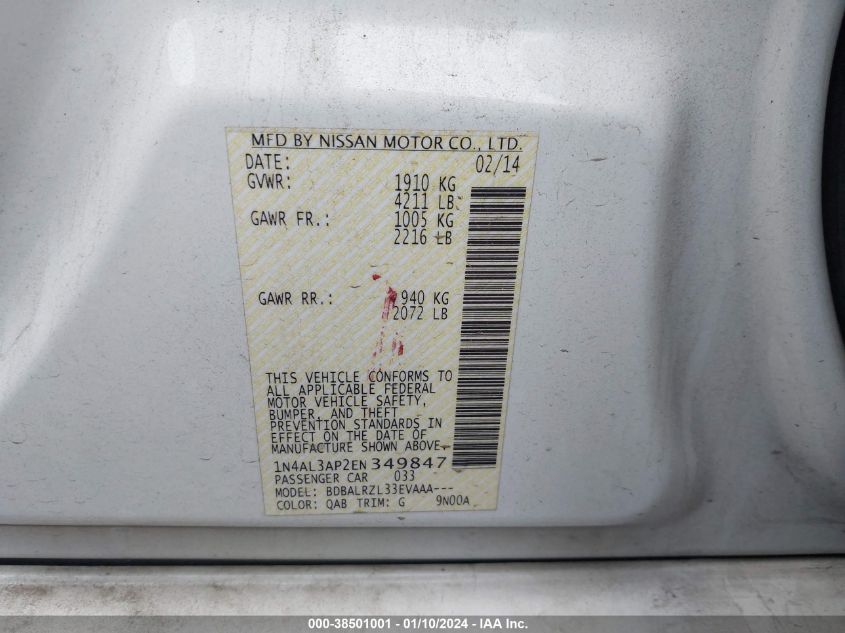 MFD BY NISSAN MOTOR CO., LTD.
DATE: 02/14
GVWR: 1910 KG
4211 LB
GAWR FR.: 1005 KG
2216 LB
GAWR RR.: 940 KG
2072 LB
THIS VEHICLE CONFORMS TO
ALL APPLICABLE FEDERAL
MOTOR VEHICLE SAFETY,
BUMPER, AND THEFT
PREVENTION STANDARDS IN
EFFECT ON THE DATE OF
MANUFACTURE SHOWN ABOVE.
1N4AL3AP2EN349847
PASSENGER CAR 033
MODEL: BDBALRZL33EVAAA---
COLOR: QAB TRIM: G 9N00A
000-38501001 - 01/10/2024 - IAA Inc.